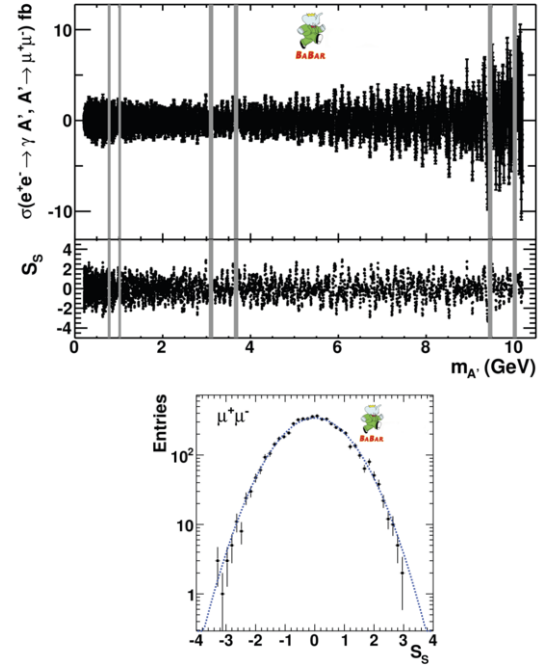 σ(e⁺e⁻→γ A', A'→μ⁺μ⁻) fb
10
0
-10
BABAR
S_S
4
2
0
-2
-4
0 2 4 6 8 10
m_A' (GeV)
Entries
μ⁺μ⁻
BABAR
10²
10
1
-4 -3 -2 -1 0 1 2 3 4
S_S